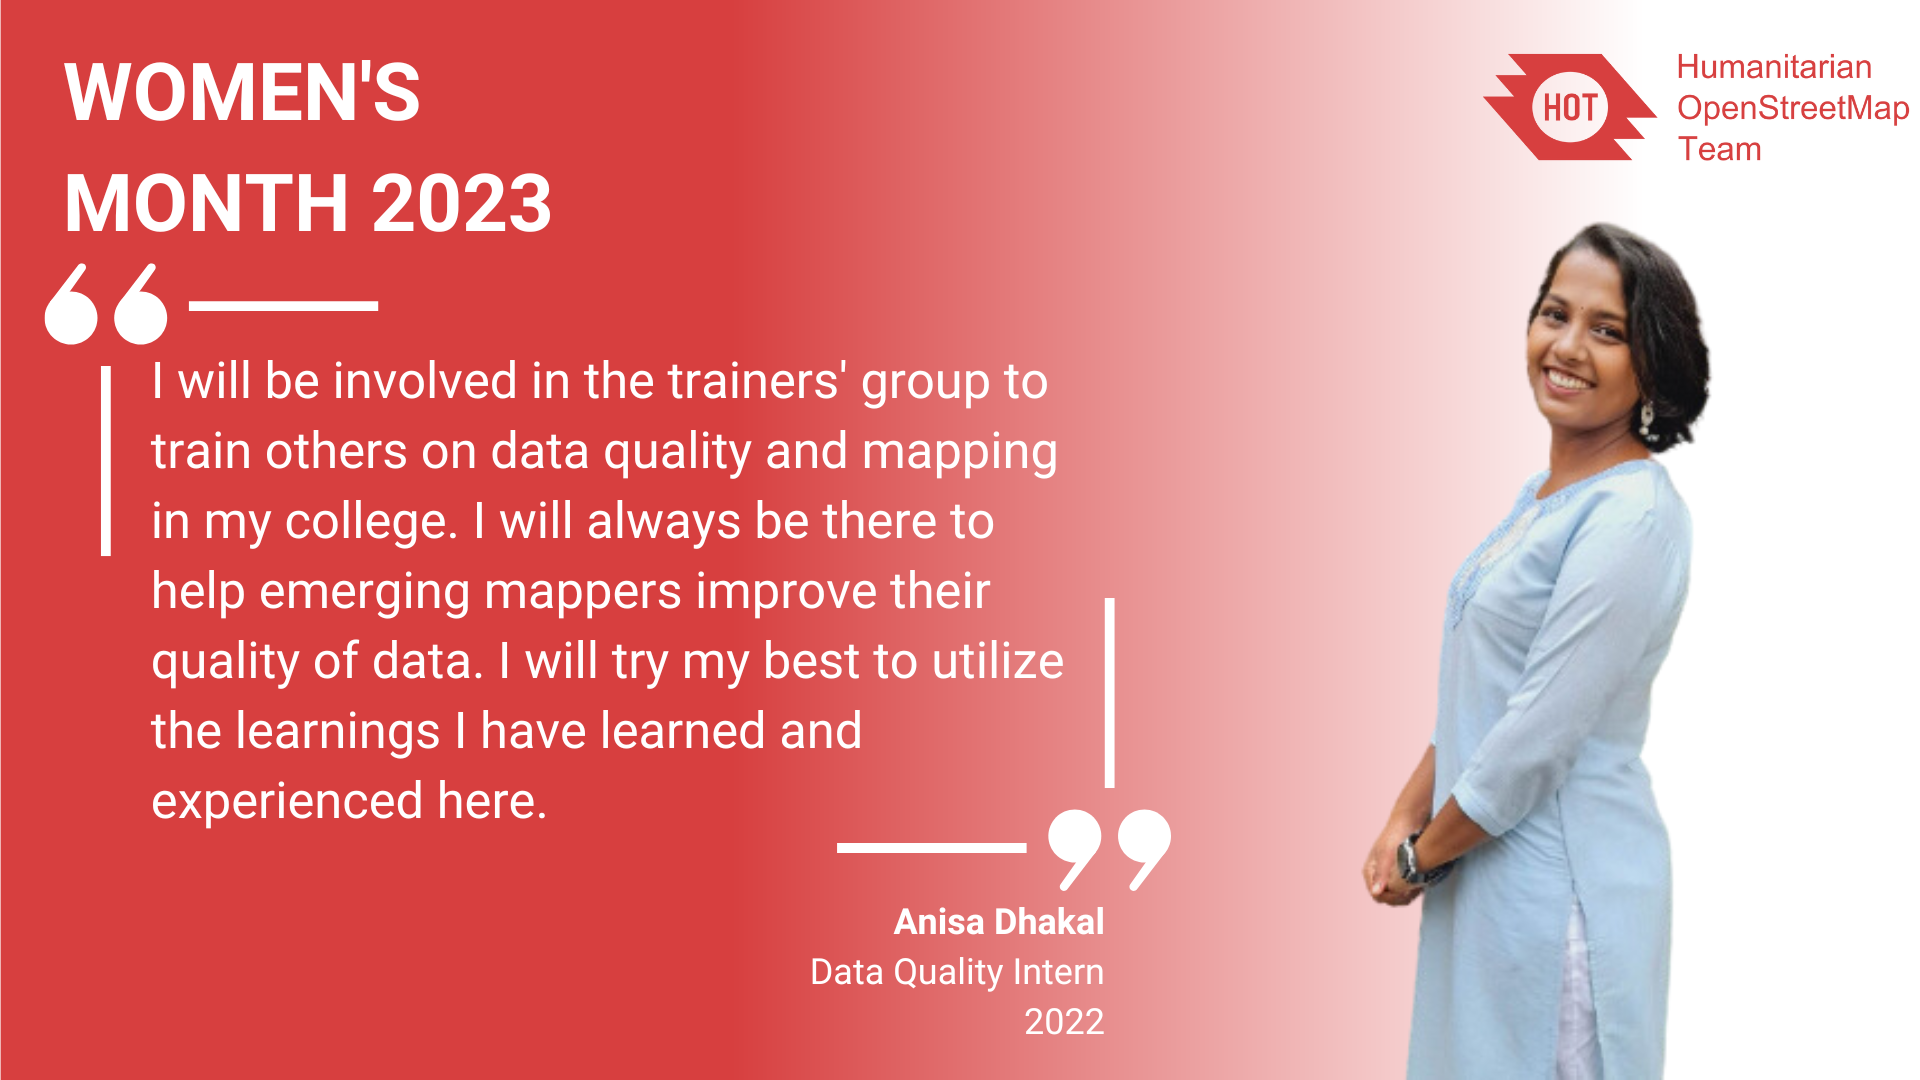 WOMEN'S
MONTH 2023
HOT
Humanitarian
OpenStreetMap
Team
I will be involved in the trainers' group to
train others on data quality and mapping
in my college. I will always be there to
help emerging mappers improve their
quality of data. I will try my best to utilize
the learnings I have learned and
experienced here.
Anisa Dhakal
Data Quality Intern
2022